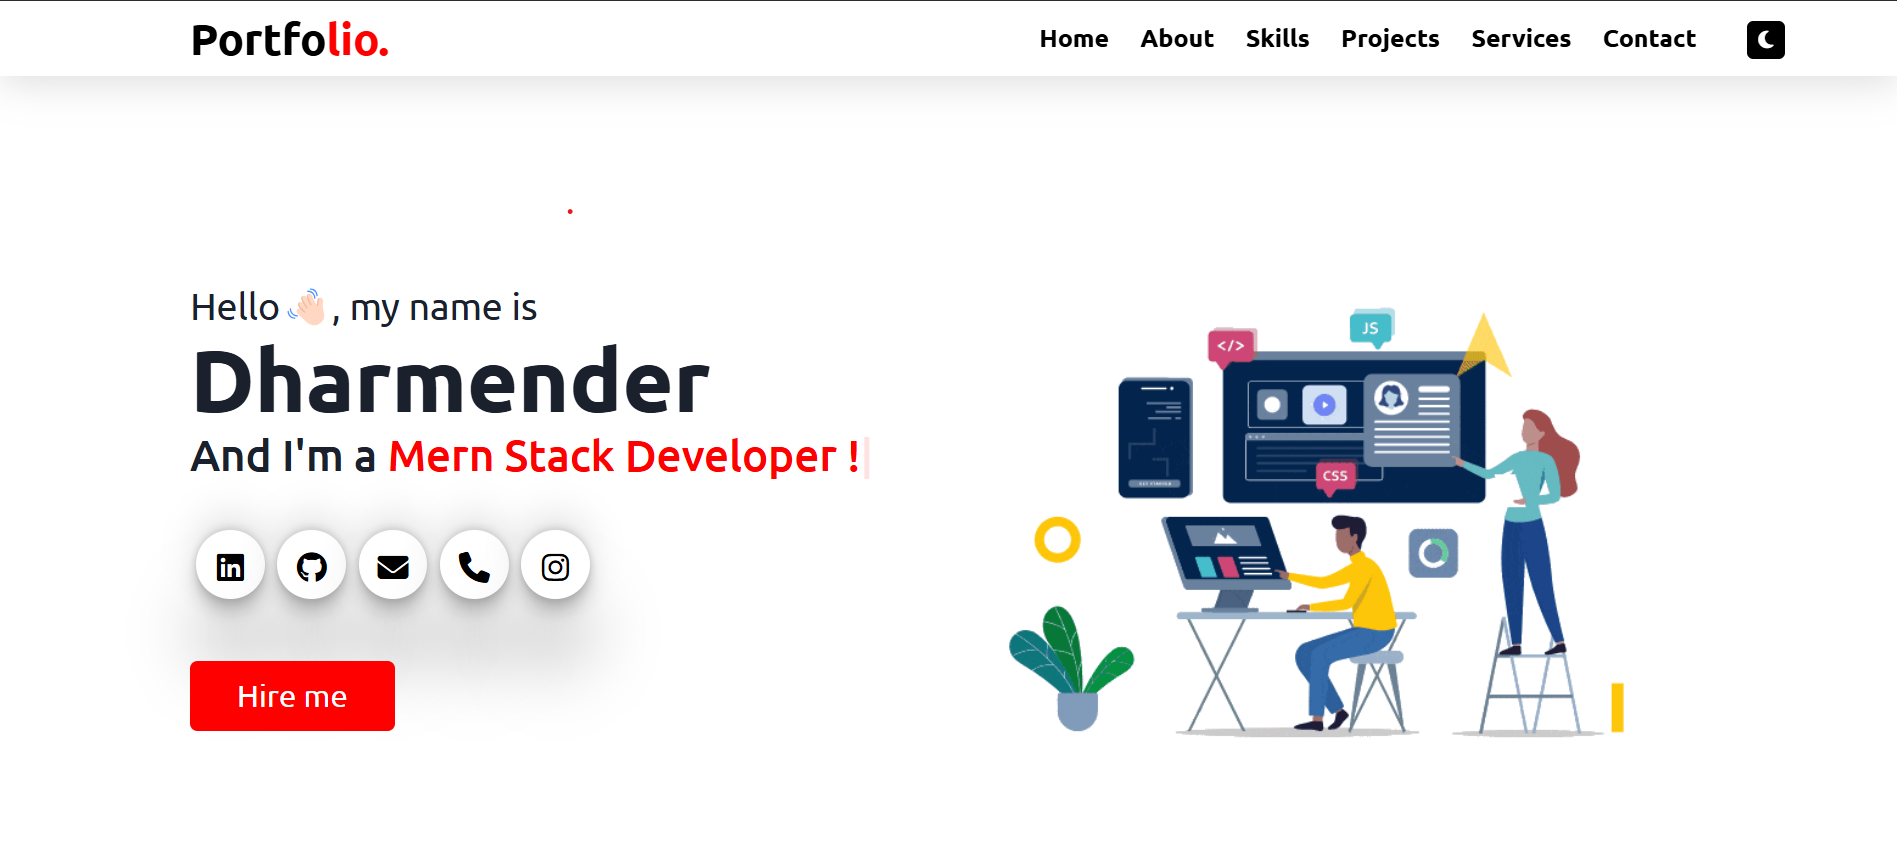 Portfolio.
Home About Skills Projects Services Contact
Hello 👋🏻, my name is
Dharmender
And I'm a Mern Stack Developer !
Hire me
</>
JS
CSS